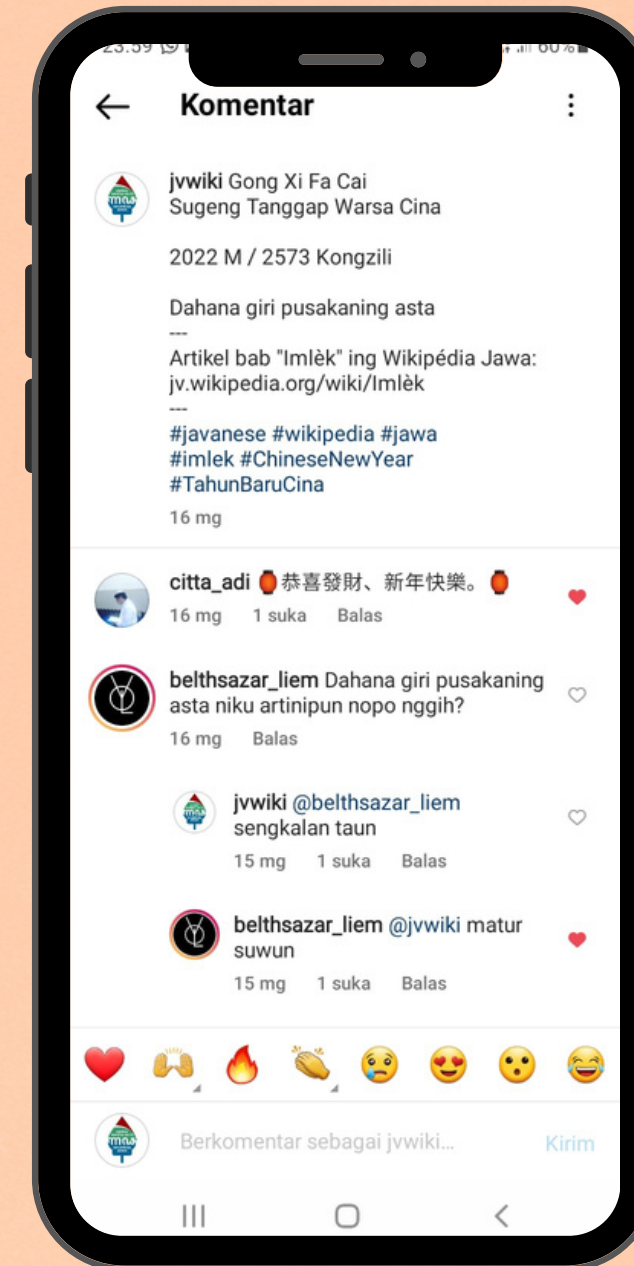 23.59
60%
Komentar
jvwiki Gong Xi Fa Cai
Sugeng Tanggap Warsa Cina
2022 M / 2573 Kongzili
Dahana giri pusakaning asta
---
Artikel bab "Imlèk" ing Wikipédia Jawa:
jv.wikipedia.org/wiki/Imlèk
---
#javanese #wikipedia #jawa
#imlek #ChineseNewYear
#TahunBaruCina
16 mg
citta_adi 🏮恭喜發財、新年快樂。🏮
16 mg 1 suka Balas
belthsazar_liem Dahana giri pusakaning
asta niku artinipun nopo nggih?
16 mg Balas
jvwiki @belthsazar_liem
sengkalan taun
15 mg 1 suka Balas
belthsazar_liem @jvwiki matur
suwun
15 mg 1 suka Balas
Berkomentar sebagai jvwiki... Kirim